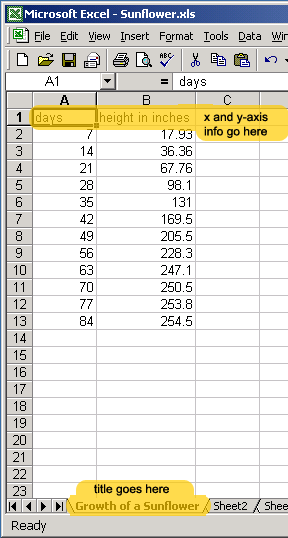 Microsoft Excel - Sunflower.xls
File Edit View Insert Format Tools Data
A1 = days
A B C
1 days height in inches x and y-axis
info go here
2 7 17.93
3 14 36.36
4 21 67.76
5 28 98.1
6 35 131
7 42 169.5
8 49 205.5
9 56 228.3
10 63 247.1
11 70 250.5
12 77 253.8
13 84 254.5
14
15
16
17
18
19
20
21
22
23
title goes here
Growth of a Sunflower Sheet2 Shee
Ready